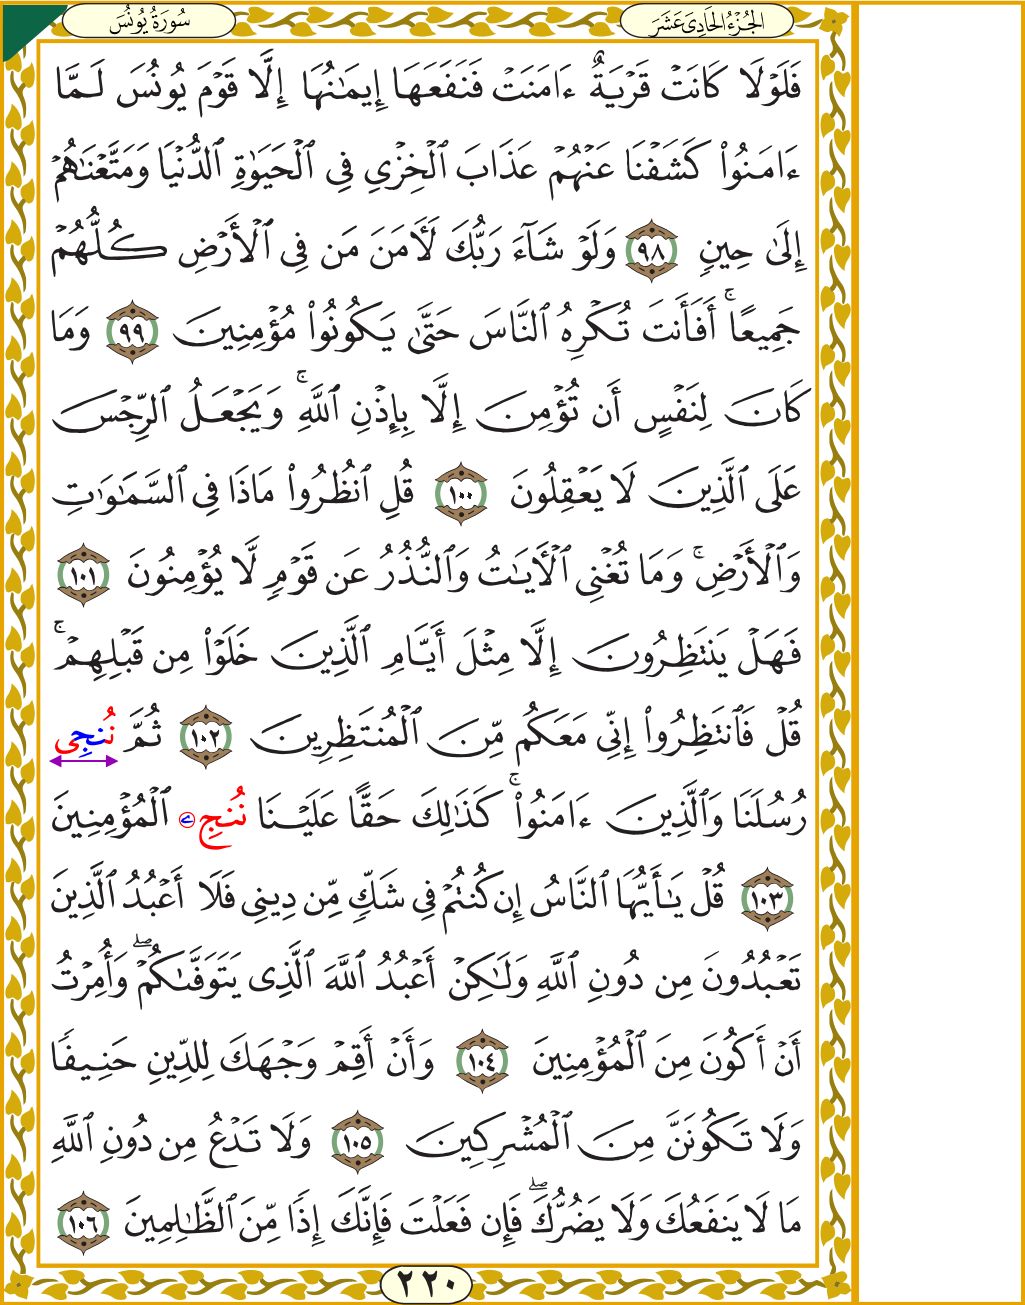 الجُزْءُ الحَادِىَ عَشَرَ
سُورَةُ يُونُسَ
فَلَوْلَا كَانَتْ قَرْيَةٌ ءَامَنَتْ فَنَفَعَهَا إِيمَٰنُهَا إِلَّا قَوْمَ يُونُسَ لَمَّا
ءَامَنُوا۟ كَشَفْنَا عَنْهُمْ عَذَابَ ٱلْخِزْىِ فِى ٱلْحَيَوٰةِ ٱلدُّنْيَا وَمَتَّعْنَٰهُمْ
إِلَىٰ حِينٍ ٩٨ وَلَوْ شَآءَ رَبُّكَ لَـَٔامَنَ مَن فِى ٱلْأَرْضِ كُلُّهُمْ
جَمِيعًا ۚ أَفَأَنتَ تُكْرِهُ ٱلنَّاسَ حَتَّىٰ يَكُونُوا۟ مُؤْمِنِينَ ٩٩ وَمَا
كَانَ لِنَفْسٍ أَن تُؤْمِنَ إِلَّا بِإِذْنِ ٱللَّهِ ۚ وَيَجْعَلُ ٱلرِّجْسَ
عَلَى ٱلَّذِينَ لَا يَعْقِلُونَ ١٠٠ قُلِ ٱنظُرُوا۟ مَاذَا فِى ٱلسَّمَٰوَٰتِ
وَٱلْأَرْضِ ۚ وَمَا تُغْنِى ٱلْـَٔايَٰتُ وَٱلنُّذُرُ عَن قَوْمٍ لَّا يُؤْمِنُونَ ١٠١
فَهَلْ يَنتَظِرُونَ إِلَّا مِثْلَ أَيَّامِ ٱلَّذِينَ خَلَوْا۟ مِن قَبْلِهِمْ ۚ
قُلْ فَٱنتَظِرُوٓا۟ إِنِّى مَعَكُم مِّنَ ٱلْمُنتَظِرِينَ ١٠٢ ثُمَّ نُنجِى
رُسُلَنَا وَٱلَّذِينَ ءَامَنُوا۟ ۚ كَذَٰلِكَ حَقًّا عَلَيْنَا نُنجِ ے ٱلْمُؤْمِنِينَ
١٠٣ قُلْ يَٰٓأَيُّهَا ٱلنَّاسُ إِن كُنتُمْ فِى شَكٍّ مِّن دِينِى فَلَآ أَعْبُدُ ٱلَّذِينَ
تَعْبُدُونَ مِن دُونِ ٱللَّهِ وَلَٰكِنْ أَعْبُدُ ٱللَّهَ ٱلَّذِى يَتَوَفَّىٰكُمْ ۖ وَأُمِرْتُ
أَنْ أَكُونَ مِنَ ٱلْمُؤْمِنِينَ ١٠٤ وَأَنْ أَقِمْ وَجْهَكَ لِلدِّينِ حَنِيفًا
وَلَا تَكُونَنَّ مِنَ ٱلْمُشْرِكِينَ ١٠٥ وَلَا تَدْعُ مِن دُونِ ٱللَّهِ
مَا لَا يَنفَعُكَ وَلَا يَضُرُّكَ ۖ فَإِن فَعَلْتَ فَإِنَّكَ إِذًا مِّنَ ٱلظَّٰلِمِينَ ١٠٦
٢٢٠